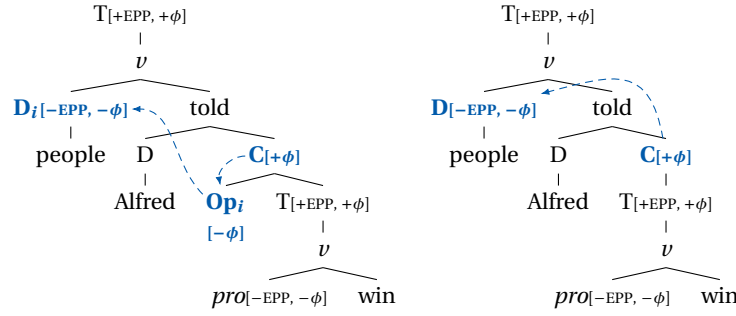 T[+EPP, +ϕ] T[+EPP, +ϕ]
v v
D_i[−EPP, −ϕ] told D[−EPP, −ϕ] told
people D C[+ϕ] people D C[+ϕ]
Alfred Op_i T[+EPP, +ϕ] Alfred T[+EPP, +ϕ]
[−ϕ] v v
pro[−EPP, −ϕ] win pro[−EPP, −ϕ] win